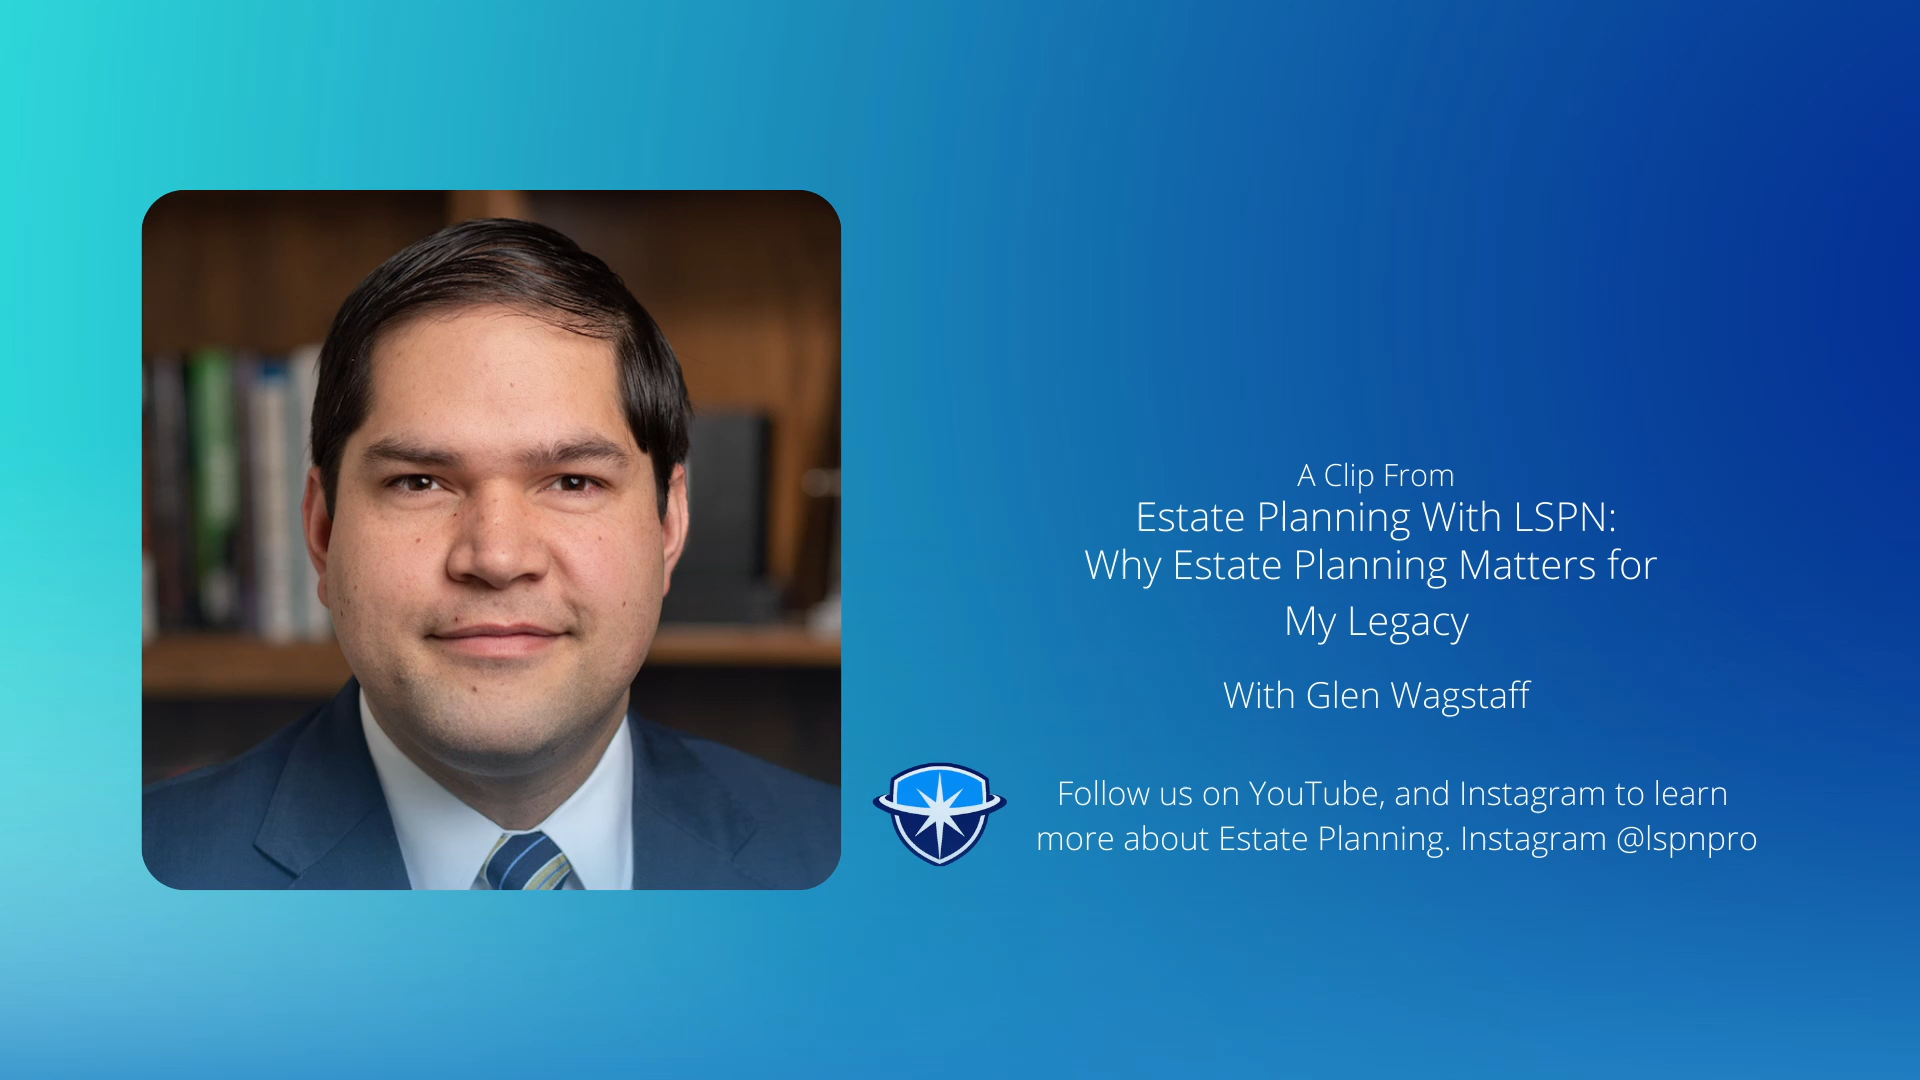 A Clip From
Estate Planning With LSPN:
Why Estate Planning Matters for
My Legacy
With Glen Wagstaff
Follow us on YouTube, and Instagram to learn
more about Estate Planning. Instagram @lspnpro